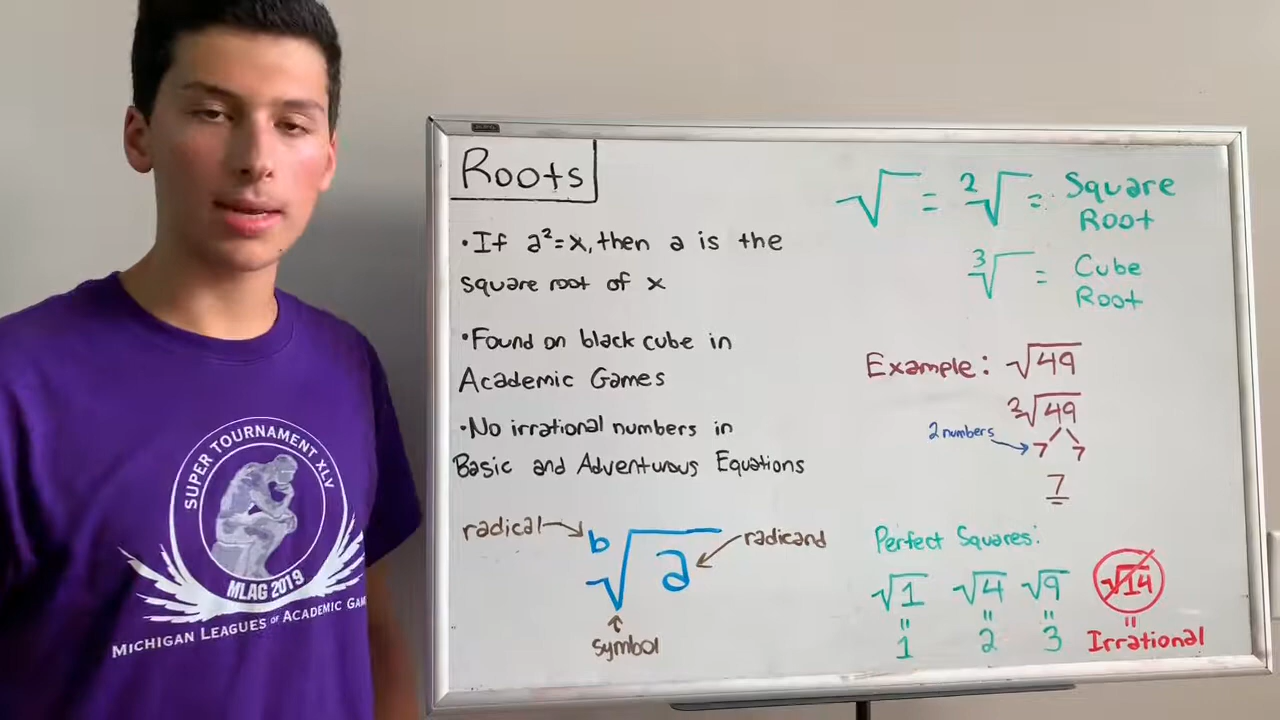 Roots
•If a²=x, then a is the
square root of x
•Found on black cube in
Academic Games
•No irrational numbers in
Basic and Adventurous Equations
radical
b√a
radicand
symbol
√ = ²√ = Square
Root
³√ = Cube
Root
Example: √49
²√49
2 numbers
7 7
7
Perfect Squares:
√1 √4 √9 √14
" " " "
1 2 3 Irrational
SUPER TOURNAMENT XLV
MLAG 2019
MICHIGAN LEAGUES OF ACADEMIC GAM